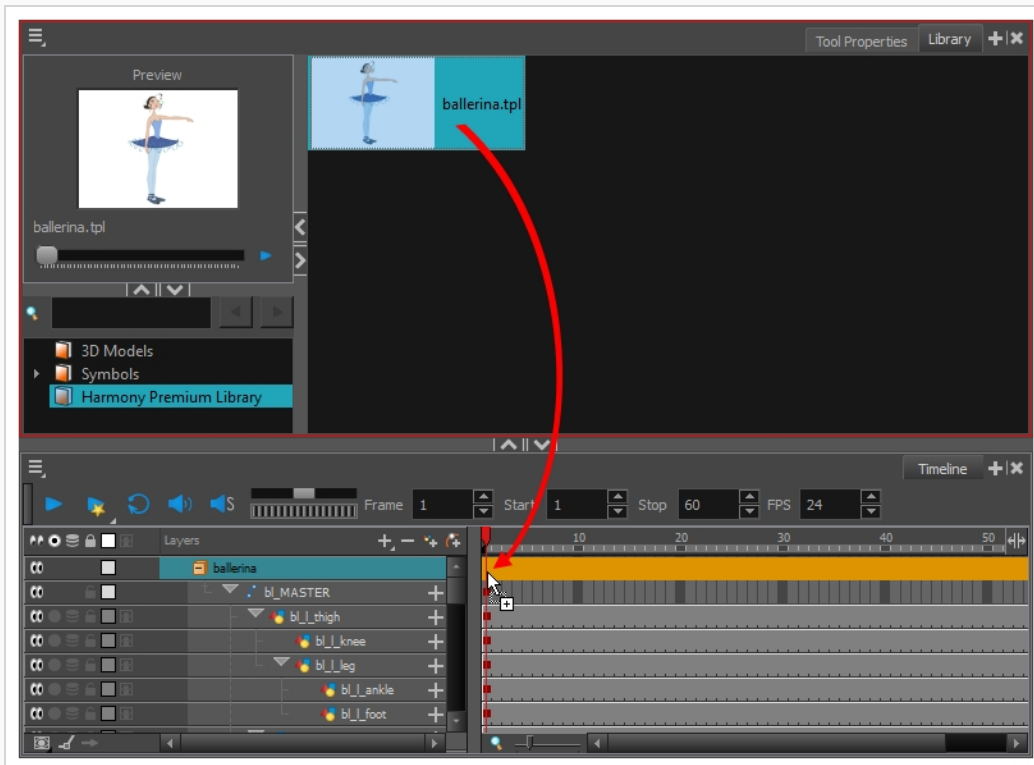 Tool Properties Library
Preview
ballerina.tpl
ballerina.tpl
3D Models
Symbols
Harmony Premium Library
Timeline
S Frame 1 Start 1 Stop 60 FPS 24
Layers 10 20 30 40 50
ballerina
bl_MASTER
bl_l_thigh
bl_l_knee
bl_l_leg
bl_l_ankle
bl_l_foot